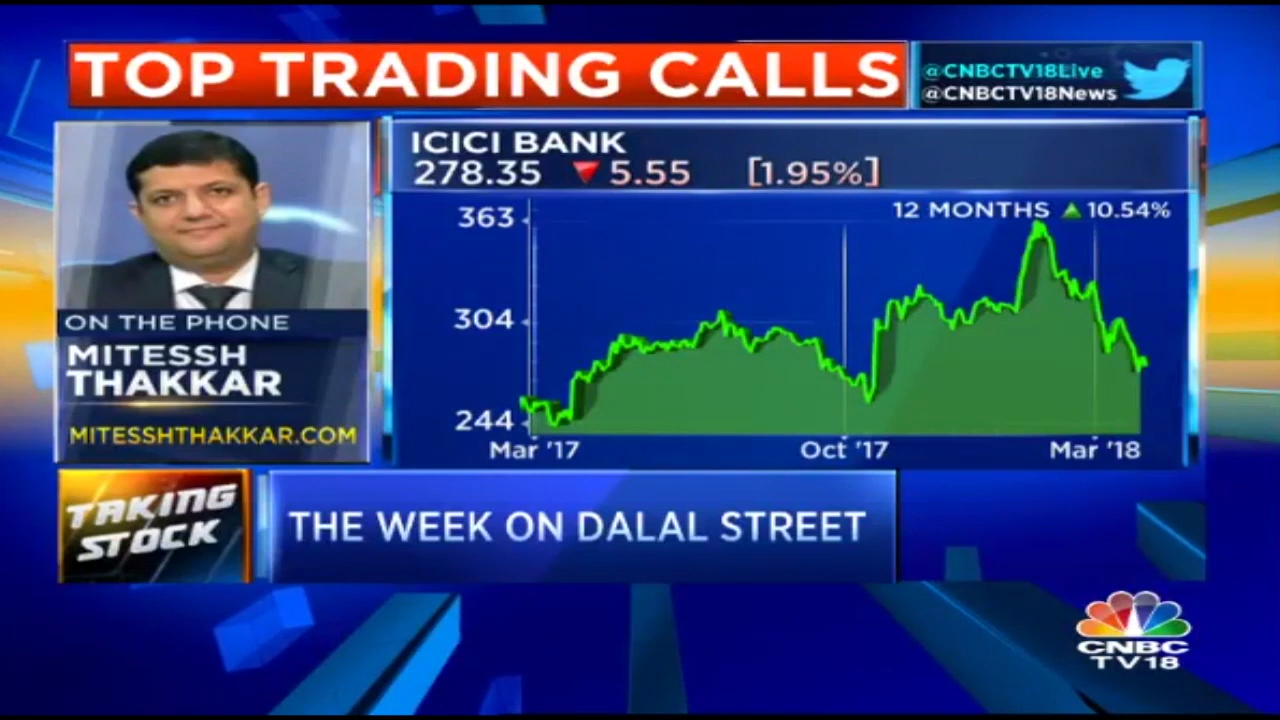 TOP TRADING CALLS
@CNBCTV18Live
@CNBCTV18News
ICICI BANK
278.35 ▼ 5.55 [1.95%]
12 MONTHS ▲ 10.54%
363
304
244
Mar '17 Oct '17 Mar '18
ON THE PHONE
MITESSH
THAKKAR
MITESSHTHAKKAR.COM
TAKING
STOCK
THE WEEK ON DALAL STREET
CNBC
TV18